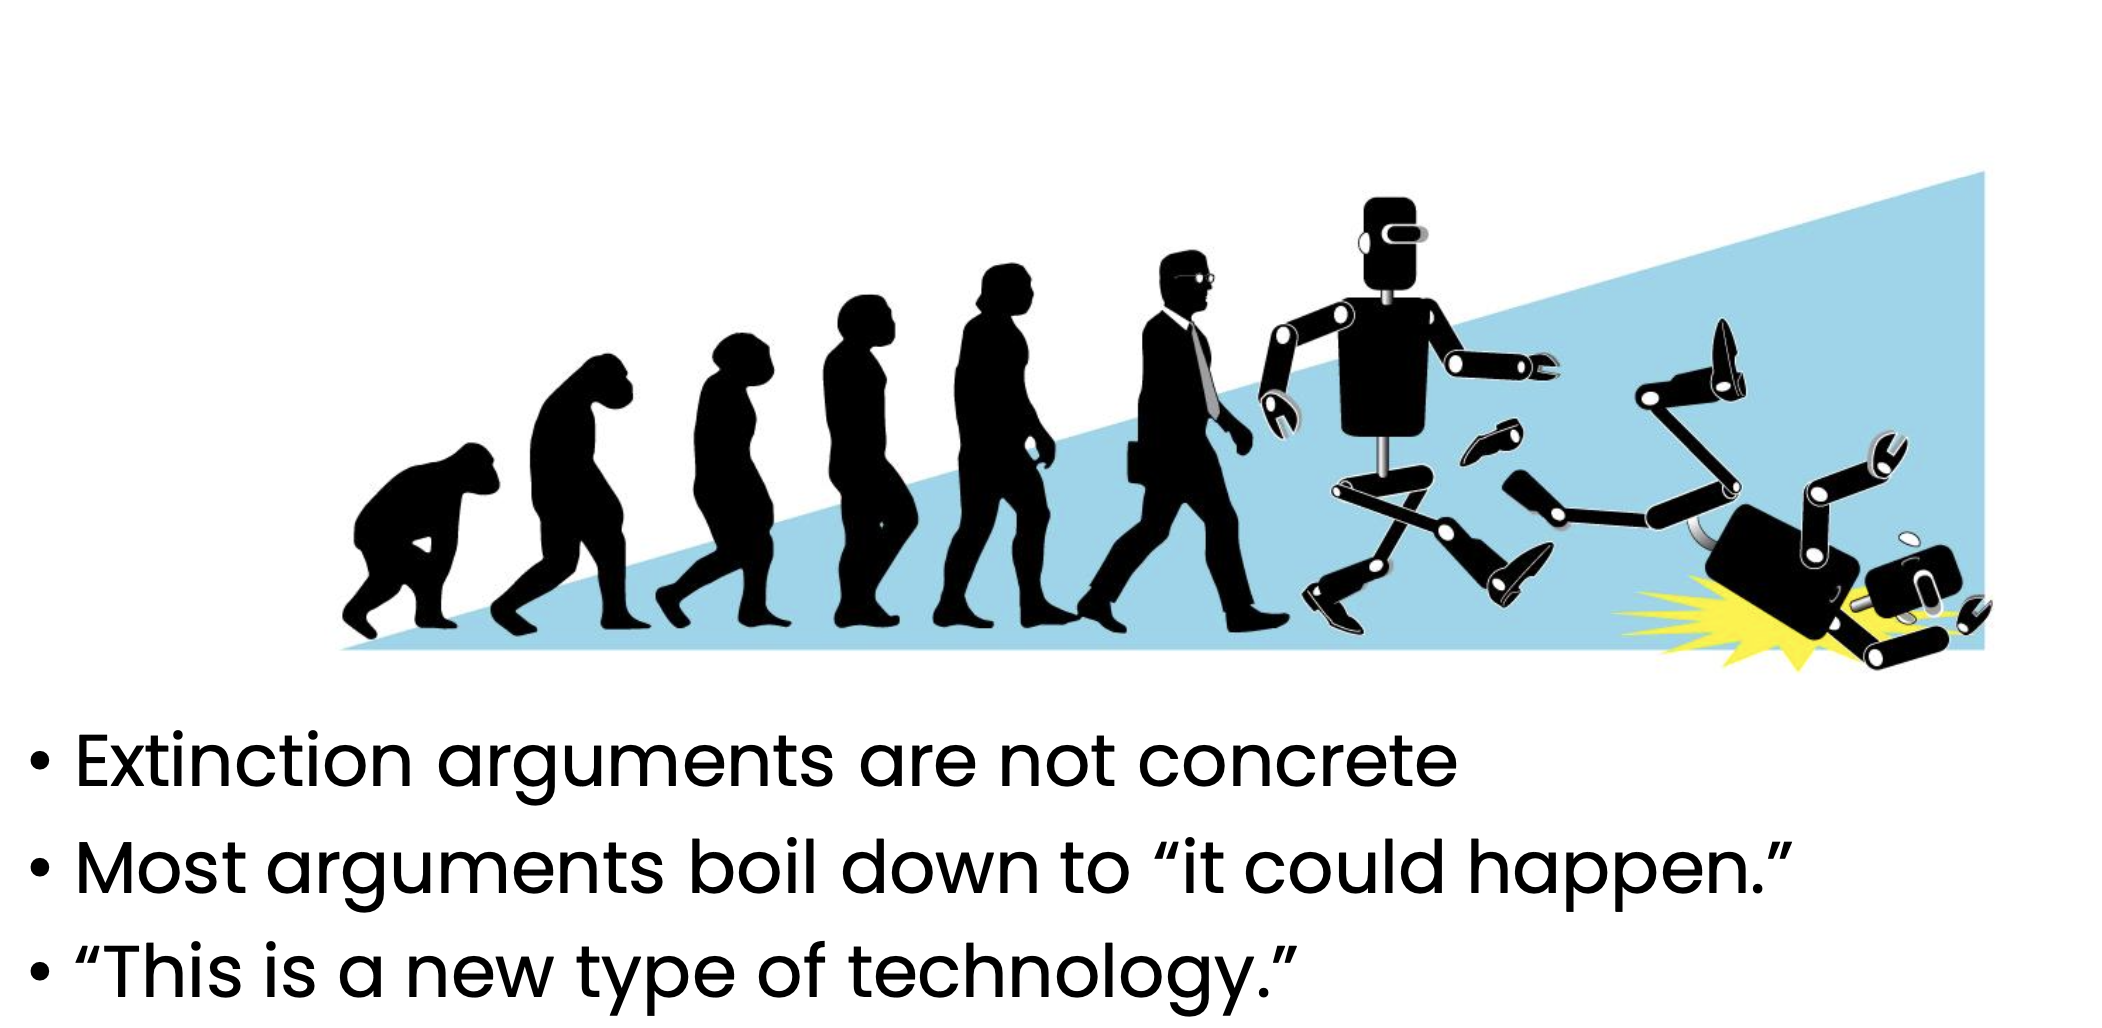 • Extinction arguments are not concrete
• Most arguments boil down to “it could happen.”
• “This is a new type of technology.”